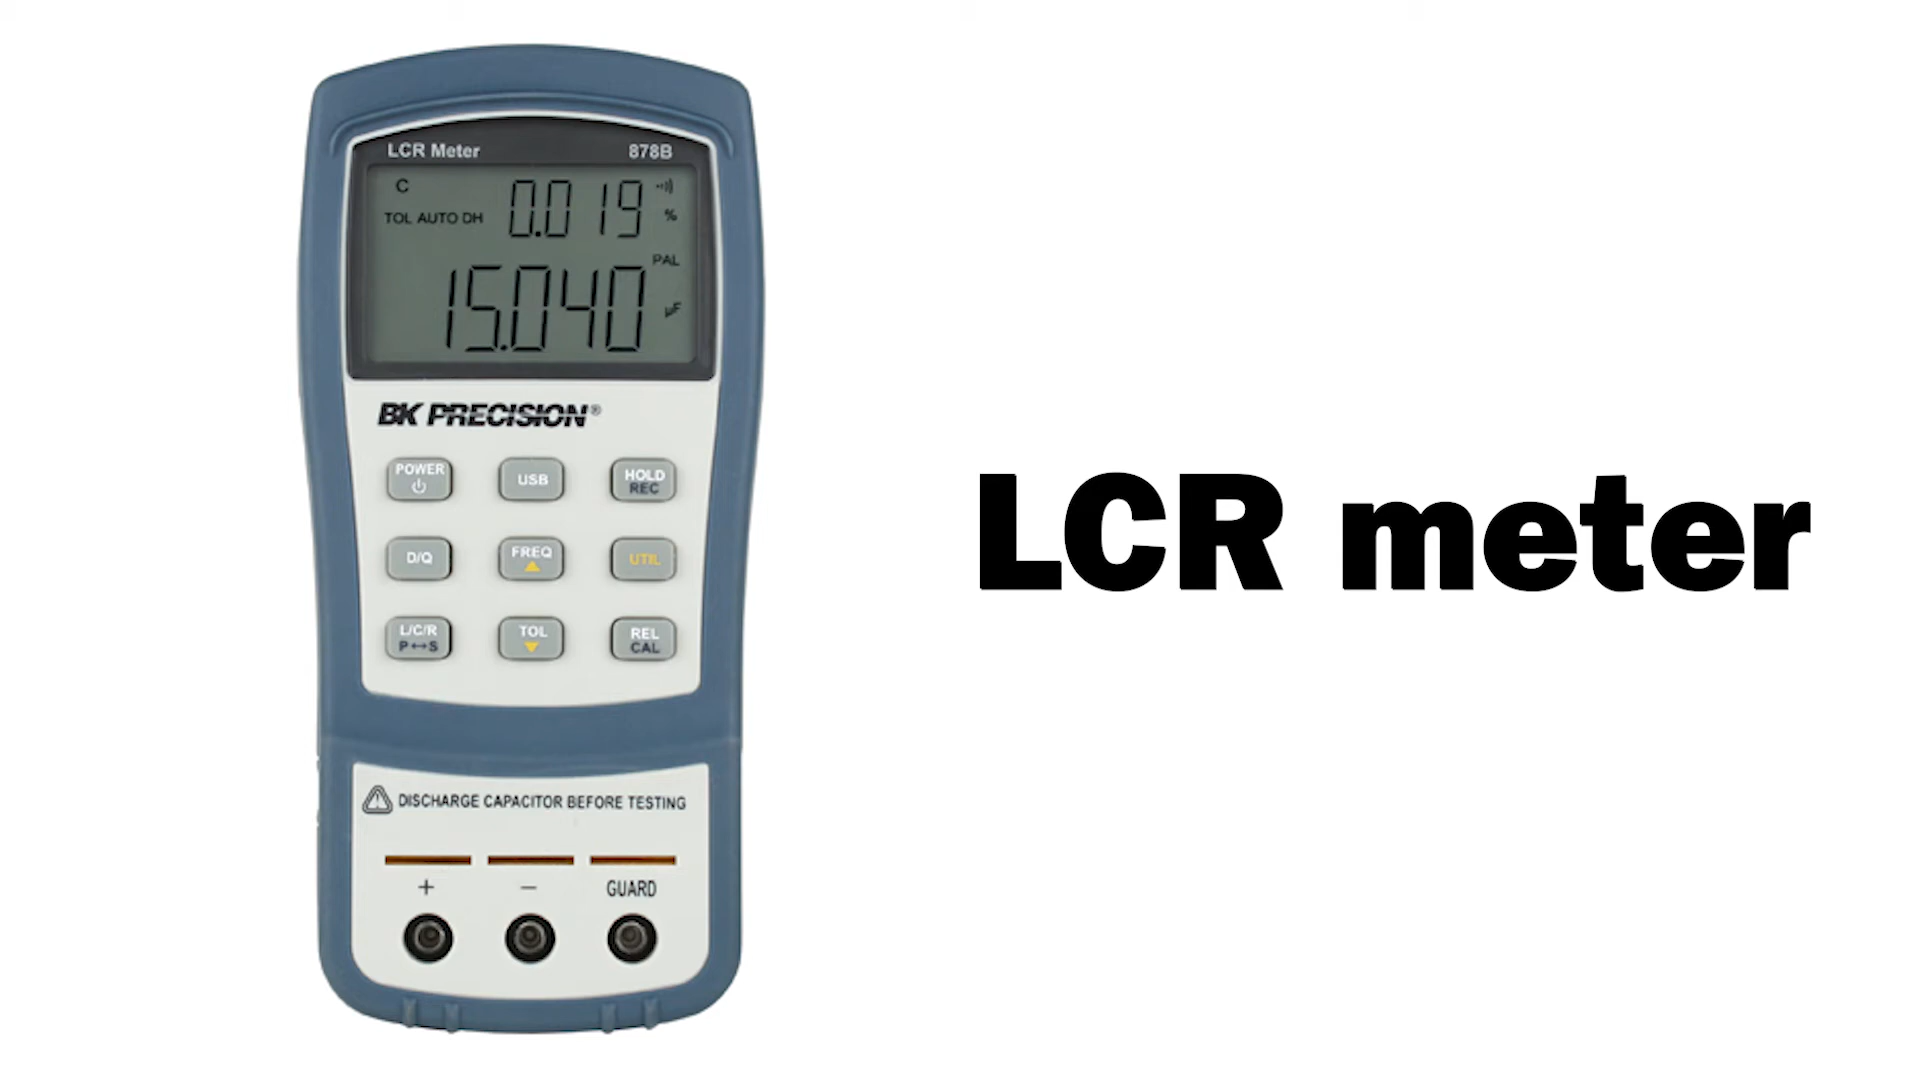 LCR Meter 878B
C 0.019 %
TOL AUTO DH
PAL
15.040 µF
BK PRECISION®
POWER USB HOLD
REC
D/Q FREQ UTIL
L/C/R TOL REL
P↔S CAL
DISCHARGE CAPACITOR BEFORE TESTING
+ − GUARD
LCR meter